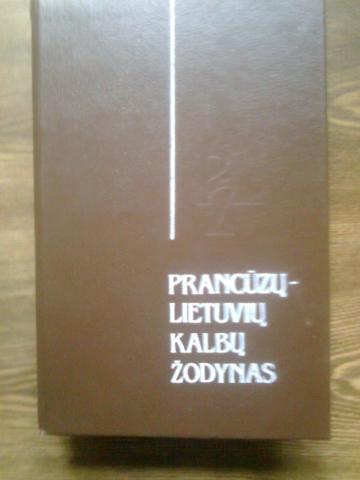 PRANCŪZŲ-
LIETUVIŲ
KALBŲ
ŽODYNAS